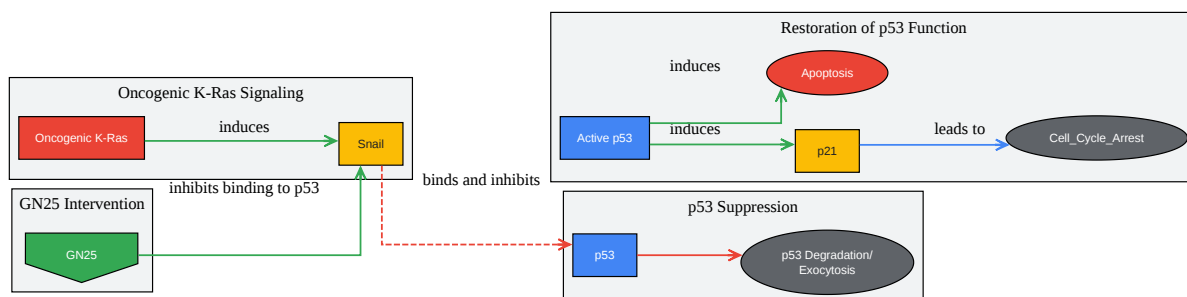 Restoration of p53 Function
induces
Apoptosis
Active p53
induces
p21
leads to
Cell_Cycle_Arrest
Oncogenic K-Ras Signaling
Oncogenic K-Ras
induces
Snail
inhibits binding to p53
binds and inhibits
GN25 Intervention
GN25
p53 Suppression
p53
p53 Degradation/
Exocytosis